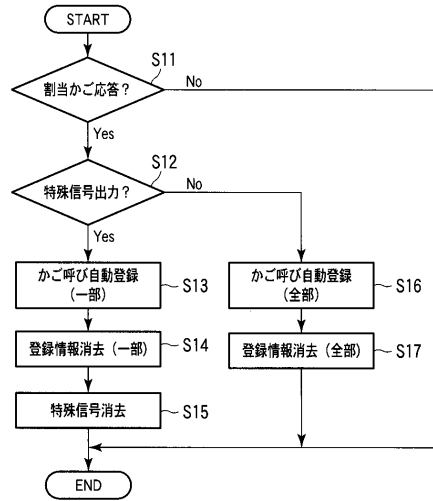 START
割当かご応答？
S11
No
Yes
特殊信号出力？
S12
No
Yes
かご呼び自動登録
（一部）
S13
かご呼び自動登録
（全部）
S16
登録情報消去（一部）
S14
登録情報消去（全部）
S17
特殊信号消去
S15
END